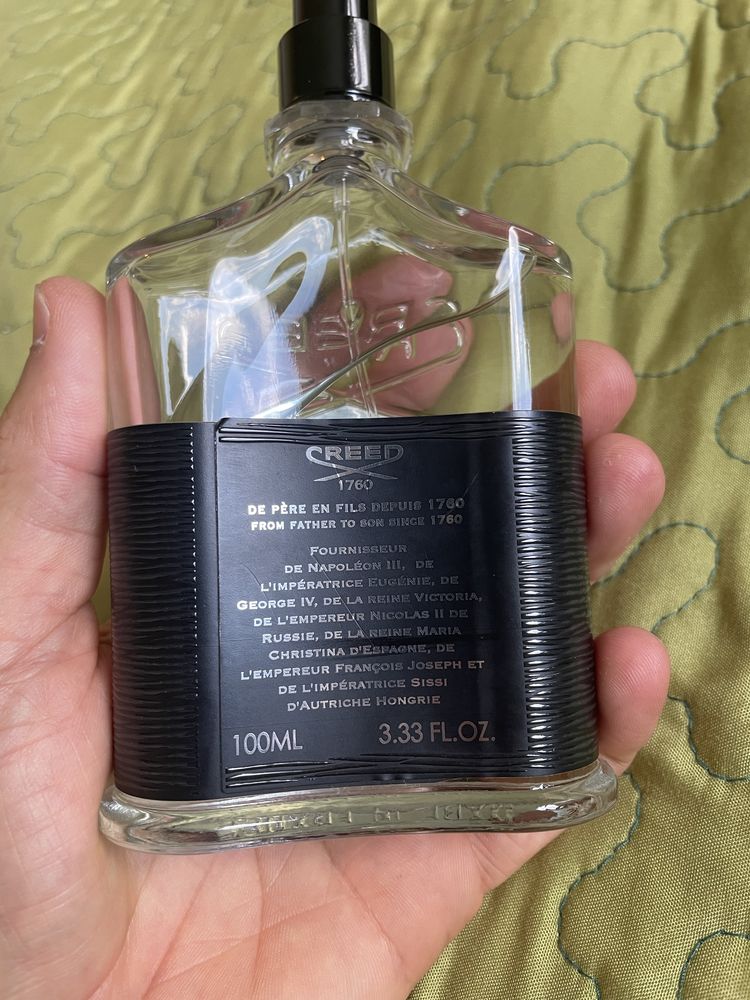 CREED
CREED
1760
DE PÈRE EN FILS DEPUIS 1760
FROM FATHER TO SON SINCE 1760
FOURNISSEUR
DE NAPOLÉON III, DE
L'IMPÉRATRICE EUGÉNIE, DE
GEORGE IV, DE LA REINE VICTORIA,
DE L'EMPEREUR NICOLAS II DE
RUSSIE, DE LA REINE MARIA
CHRISTINA D'ESPAGNE, DE
L'EMPEREUR FRANÇOIS JOSEPH ET
DE L'IMPÉRATRICE SISSI
D'AUTRICHE HONGRIE
100ML 3.33 FL.OZ.